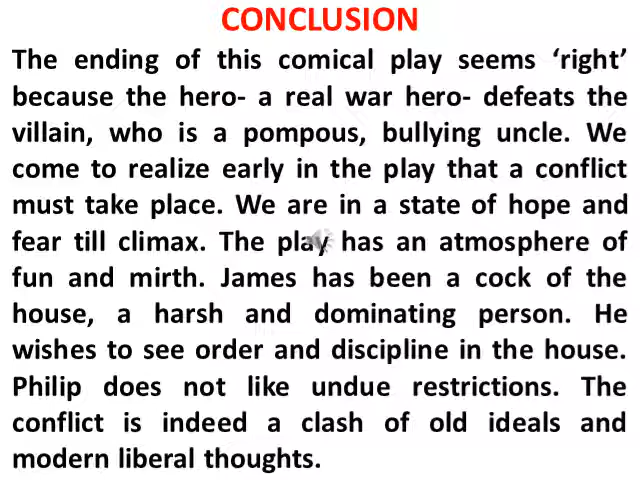 CONCLUSION
The ending of this comical play seems ‘right’
because the hero- a real war hero- defeats the
villain, who is a pompous, bullying uncle. We
come to realize early in the play that a conflict
must take place. We are in a state of hope and
fear till climax. The play has an atmosphere of
fun and mirth. James has been a cock of the
house, a harsh and dominating person. He
wishes to see order and discipline in the house.
Philip does not like undue restrictions. The
conflict is indeed a clash of old ideals and
modern liberal thoughts.